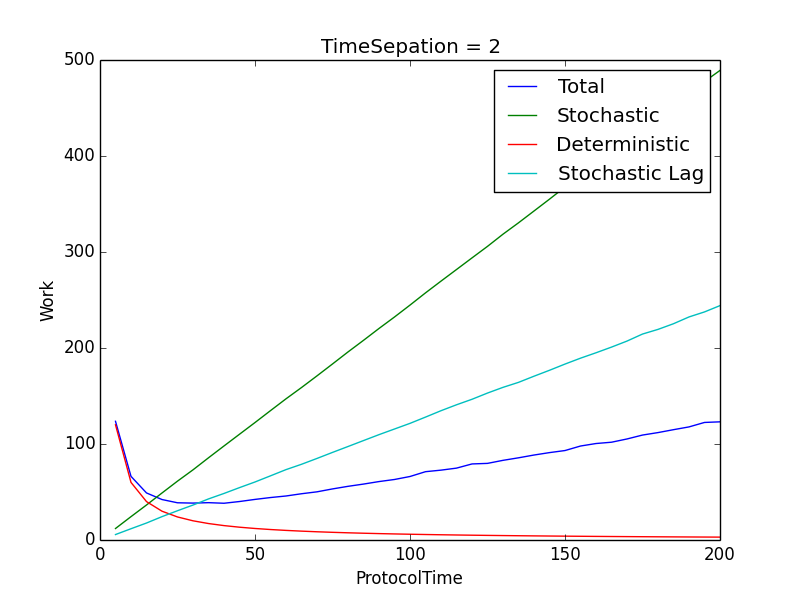 TimeSepation = 2
500
400
300
200
100
0
Work
Total
Stochastic
Deterministic
Stochastic Lag
0
50
100
150
200
ProtocolTime